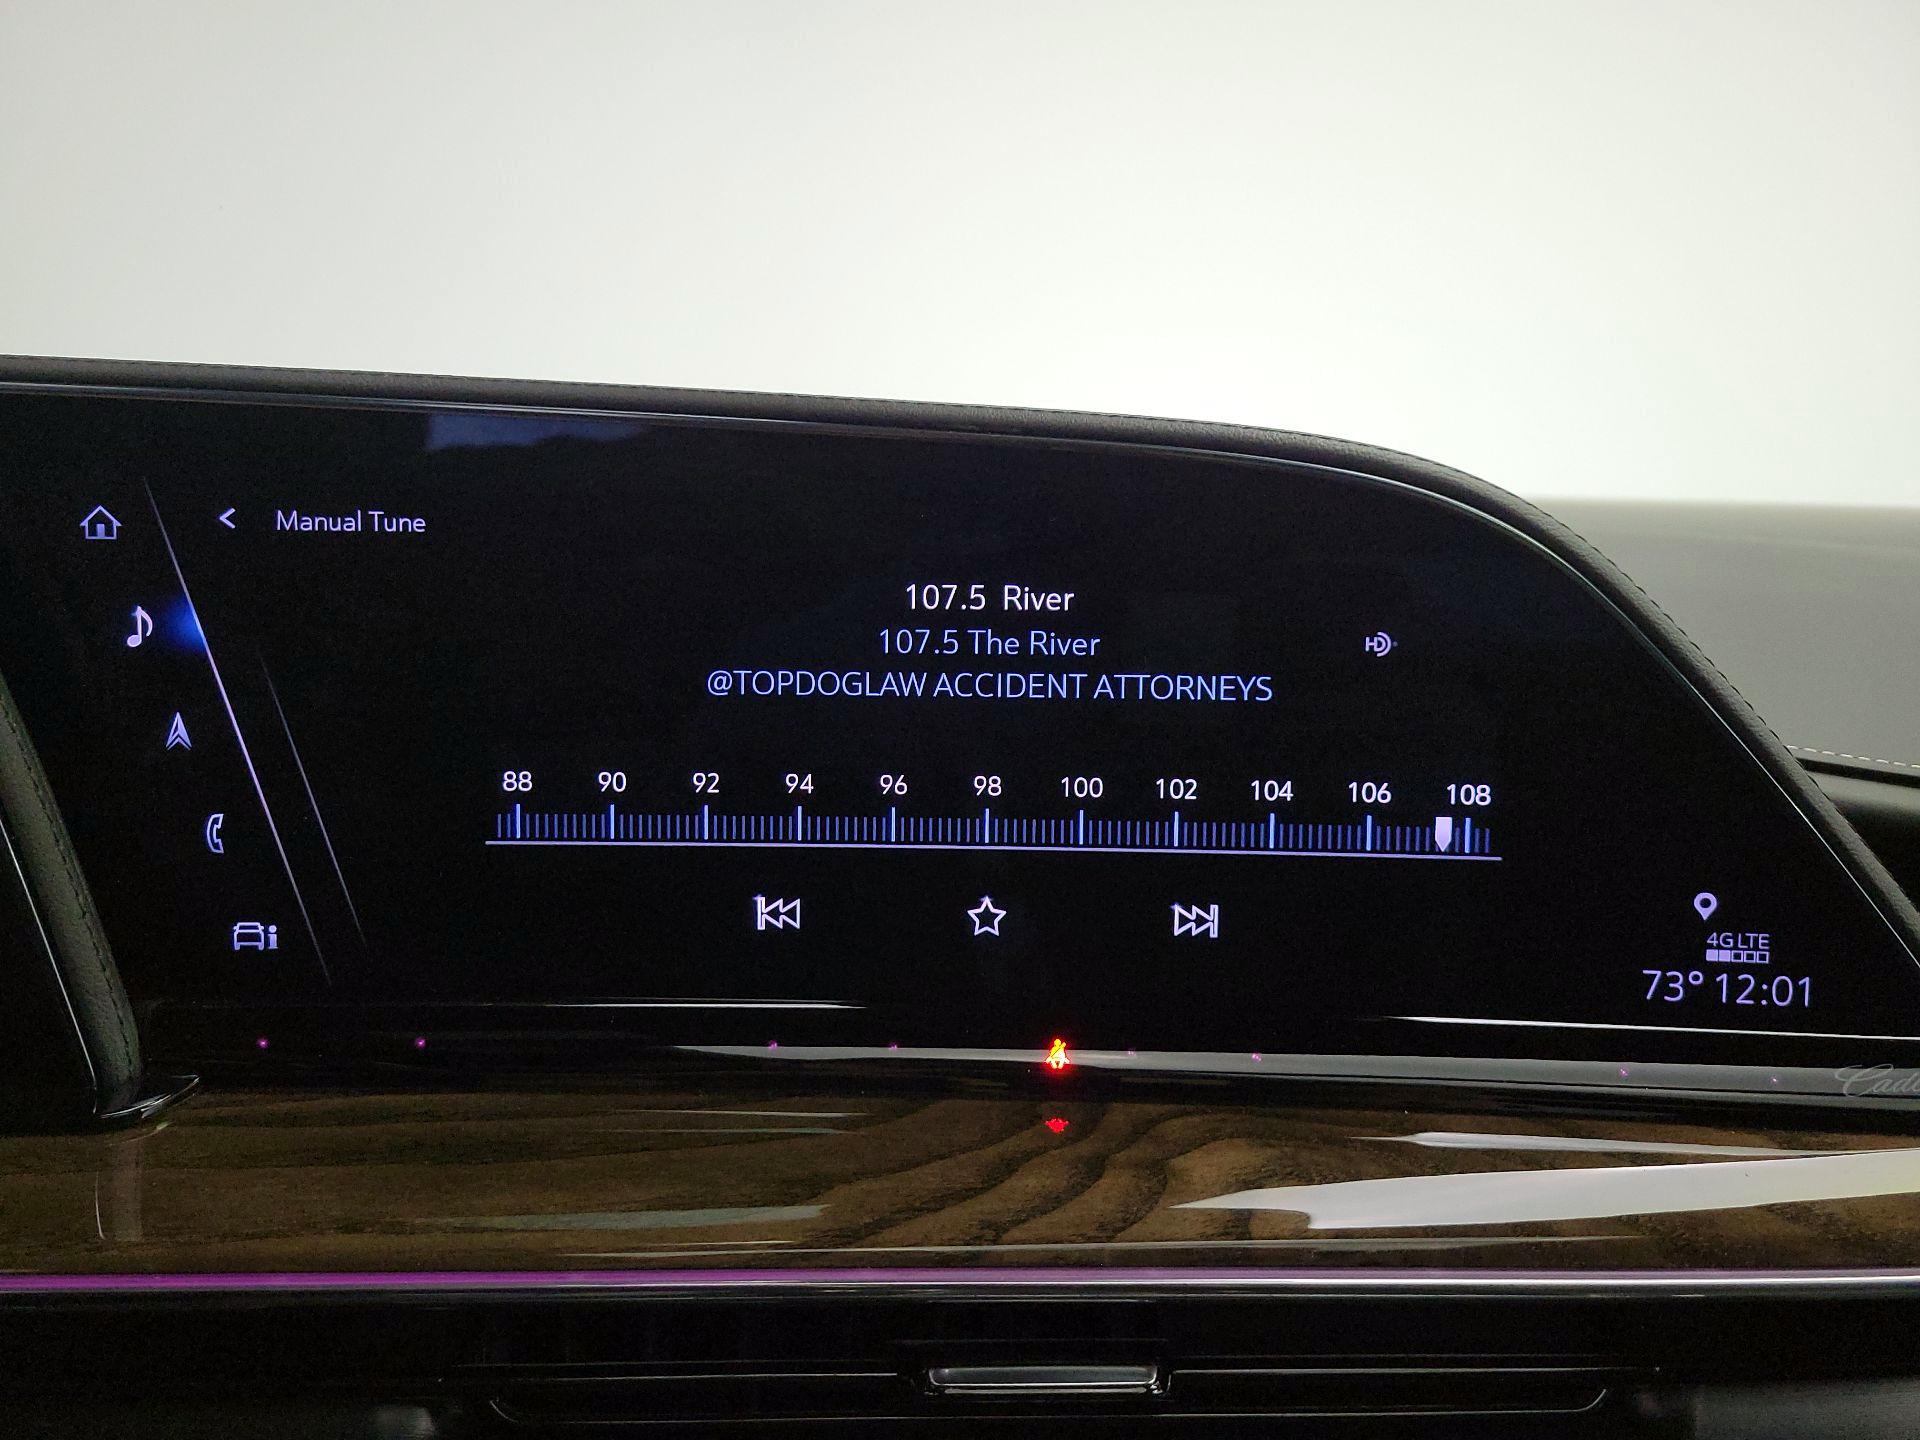 Manual Tune
107.5 River
107.5 The River
HD
@TOPDOGLAW ACCIDENT ATTORNEYS
88 90 92 94 96 98 100 102 104 106 108
4G LTE
73° 12:01